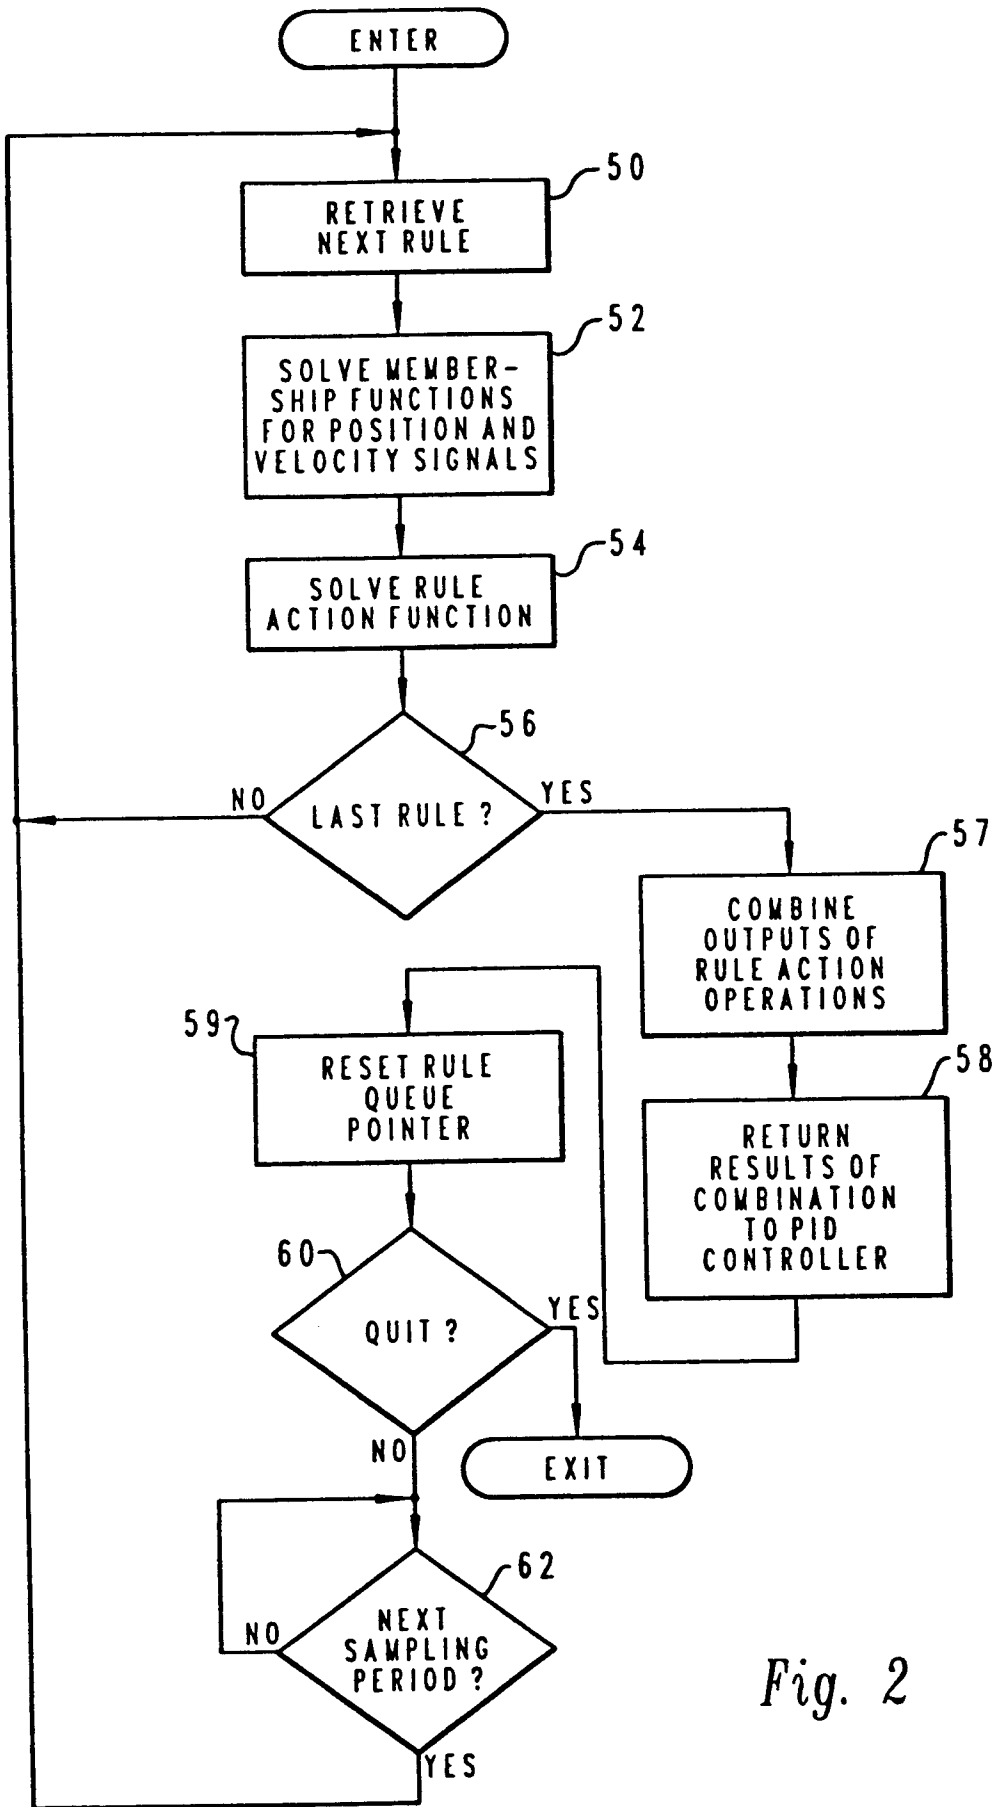 ENTER
50
RETRIEVE
NEXT RULE
52
SOLVE MEMBER-
SHIP FUNCTIONS
FOR POSITION AND
VELOCITY SIGNALS
54
SOLVE RULE
ACTION FUNCTION
56
NO
LAST RULE ?
YES
57
COMBINE
OUTPUTS OF
RULE ACTION
OPERATIONS
58
RETURN
RESULTS OF
COMBINATION
TO PID
CONTROLLER
59
RESET RULE
QUEUE
POINTER
60
QUIT ?
YES
NO
EXIT
62
NO
NEXT
SAMPLING
PERIOD ?
YES
Fig. 2